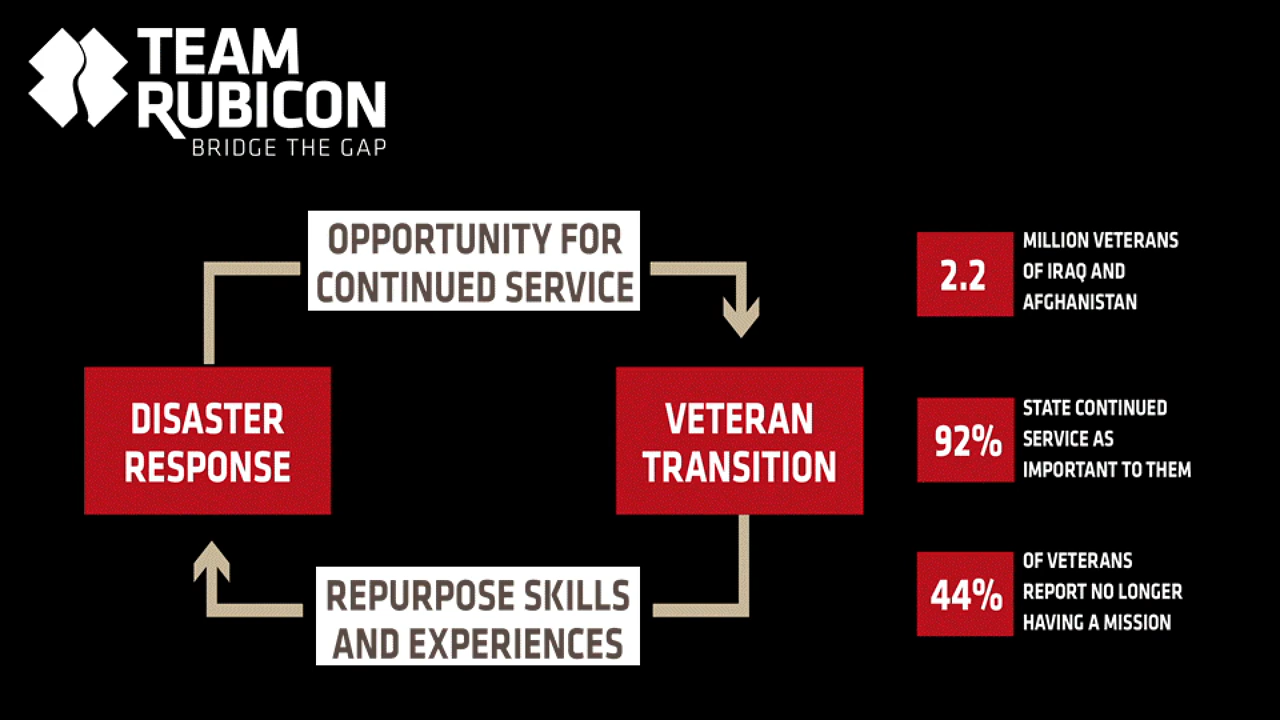 TEAM
RUBICON
BRIDGE THE GAP
OPPORTUNITY FOR
CONTINUED SERVICE
DISASTER
RESPONSE
VETERAN
TRANSITION
REPURPOSE SKILLS
AND EXPERIENCES
2.2
MILLION VETERANS
OF IRAQ AND
AFGHANISTAN
92%
STATE CONTINUED
SERVICE AS
IMPORTANT TO THEM
44%
OF VETERANS
REPORT NO LONGER
HAVING A MISSION